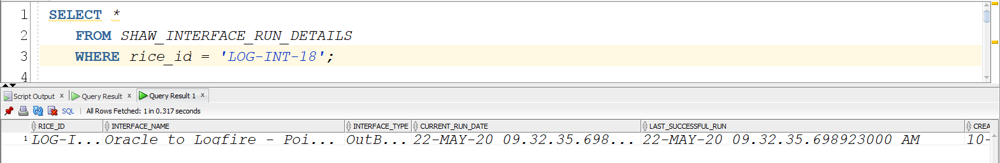 1 SELECT *
2 FROM SHAW_INTERFACE_RUN_DETAILS
3 WHERE rice_id = 'LOG-INT-18';
4
Script Output x Query Result x Query Result 1 x
SQL | All Rows Fetched: 1 in 0.317 seconds
RICE_ID INTERFACE_NAME INTERFACE_TYPE CURRENT_RUN_DATE LAST_SUCCESSFUL_RUN CREA
1 LOG-I... Oracle to Logfire - Poi... OutB... 22-MAY-20 09.32.35.698... 22-MAY-20 09.32.35.698923000 AM 10-